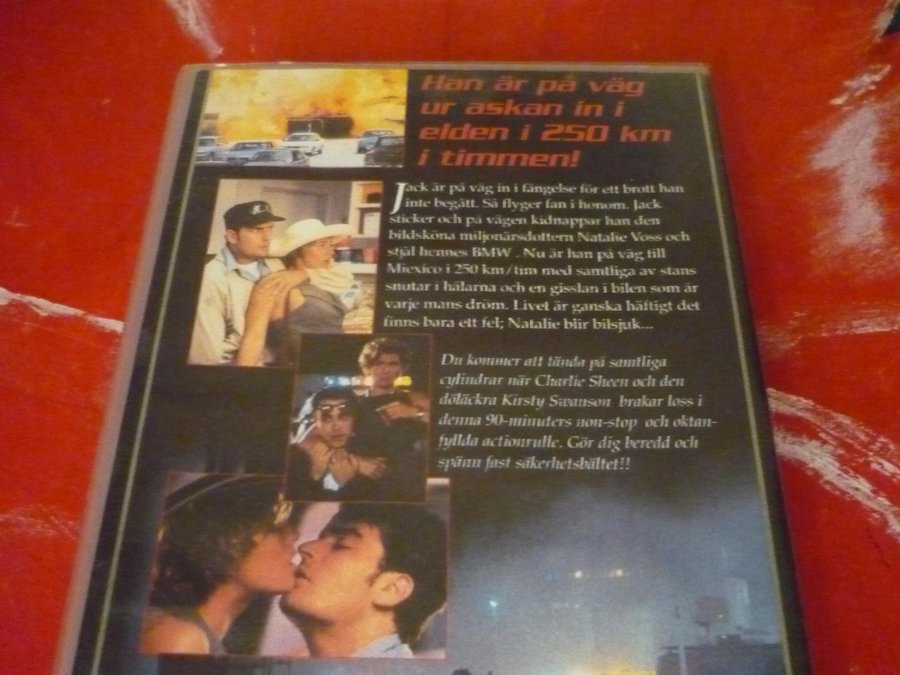 Han är på väg
ur askan in i
elden i 250 km
i timmen!
Jack är på väg in i fängelse för ett brott han
inte begått. Så flyger fan i honom. Jack
sticker och på vägen kidnappar han den
bildsköna miljonärsdottern Natalie Voss och
stjäl hennes BMW . Nu är han på väg till
Miexico i 250 km/tim med samtliga av stans
snutar i hälarna och en gisslan i bilen som är
varje mans dröm. Livet är ganska häftigt det
finns bara ett fel; Natalie blir bilsjuk...
Du kommer att tända på samtliga
cylindrar när Charlie Sheen och den
döläckra Kirsty Swanson brakar loss i
denna 90-minuters non-stop och oktan-
fyllda actionrulle. Gör dig beredd och
spänn fast säkerhetsbältet!!